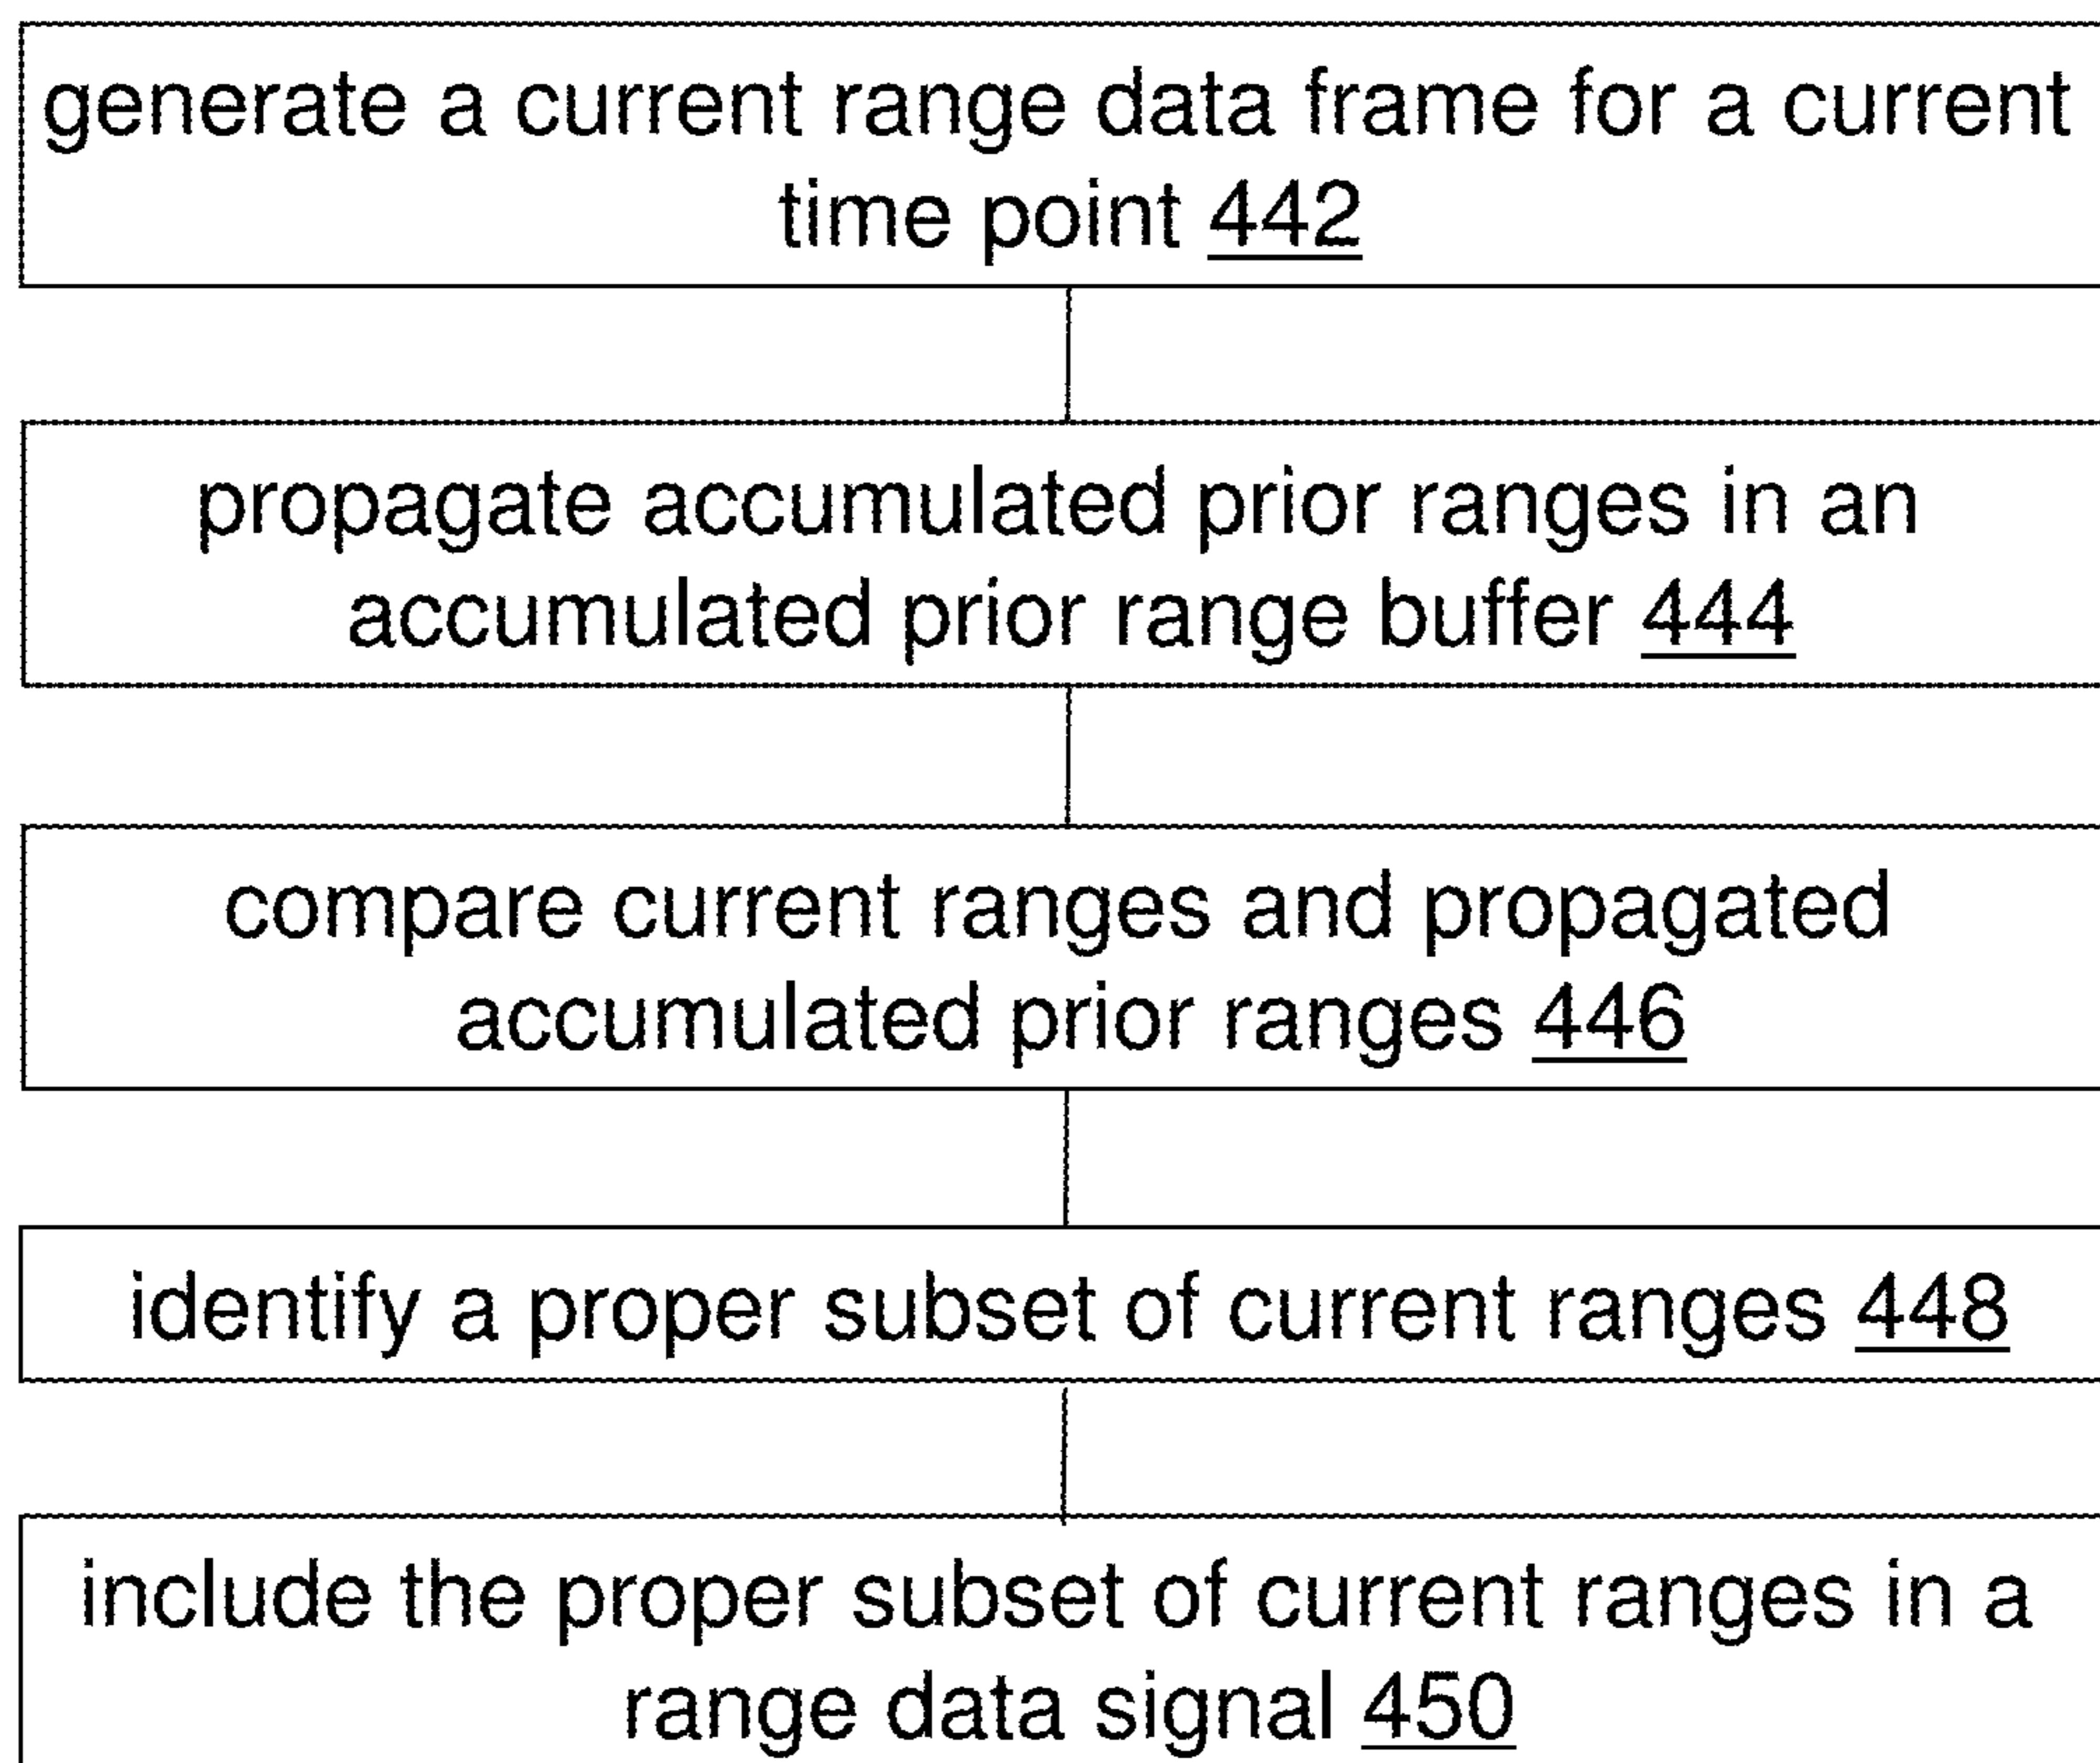 generate a current range data frame for a current
time point 442
propagate accumulated prior ranges in an
accumulated prior range buffer 444
compare current ranges and propagated
accumulated prior ranges 446
identify a proper subset of current ranges 448
include the proper subset of current ranges in a
range data signal 450